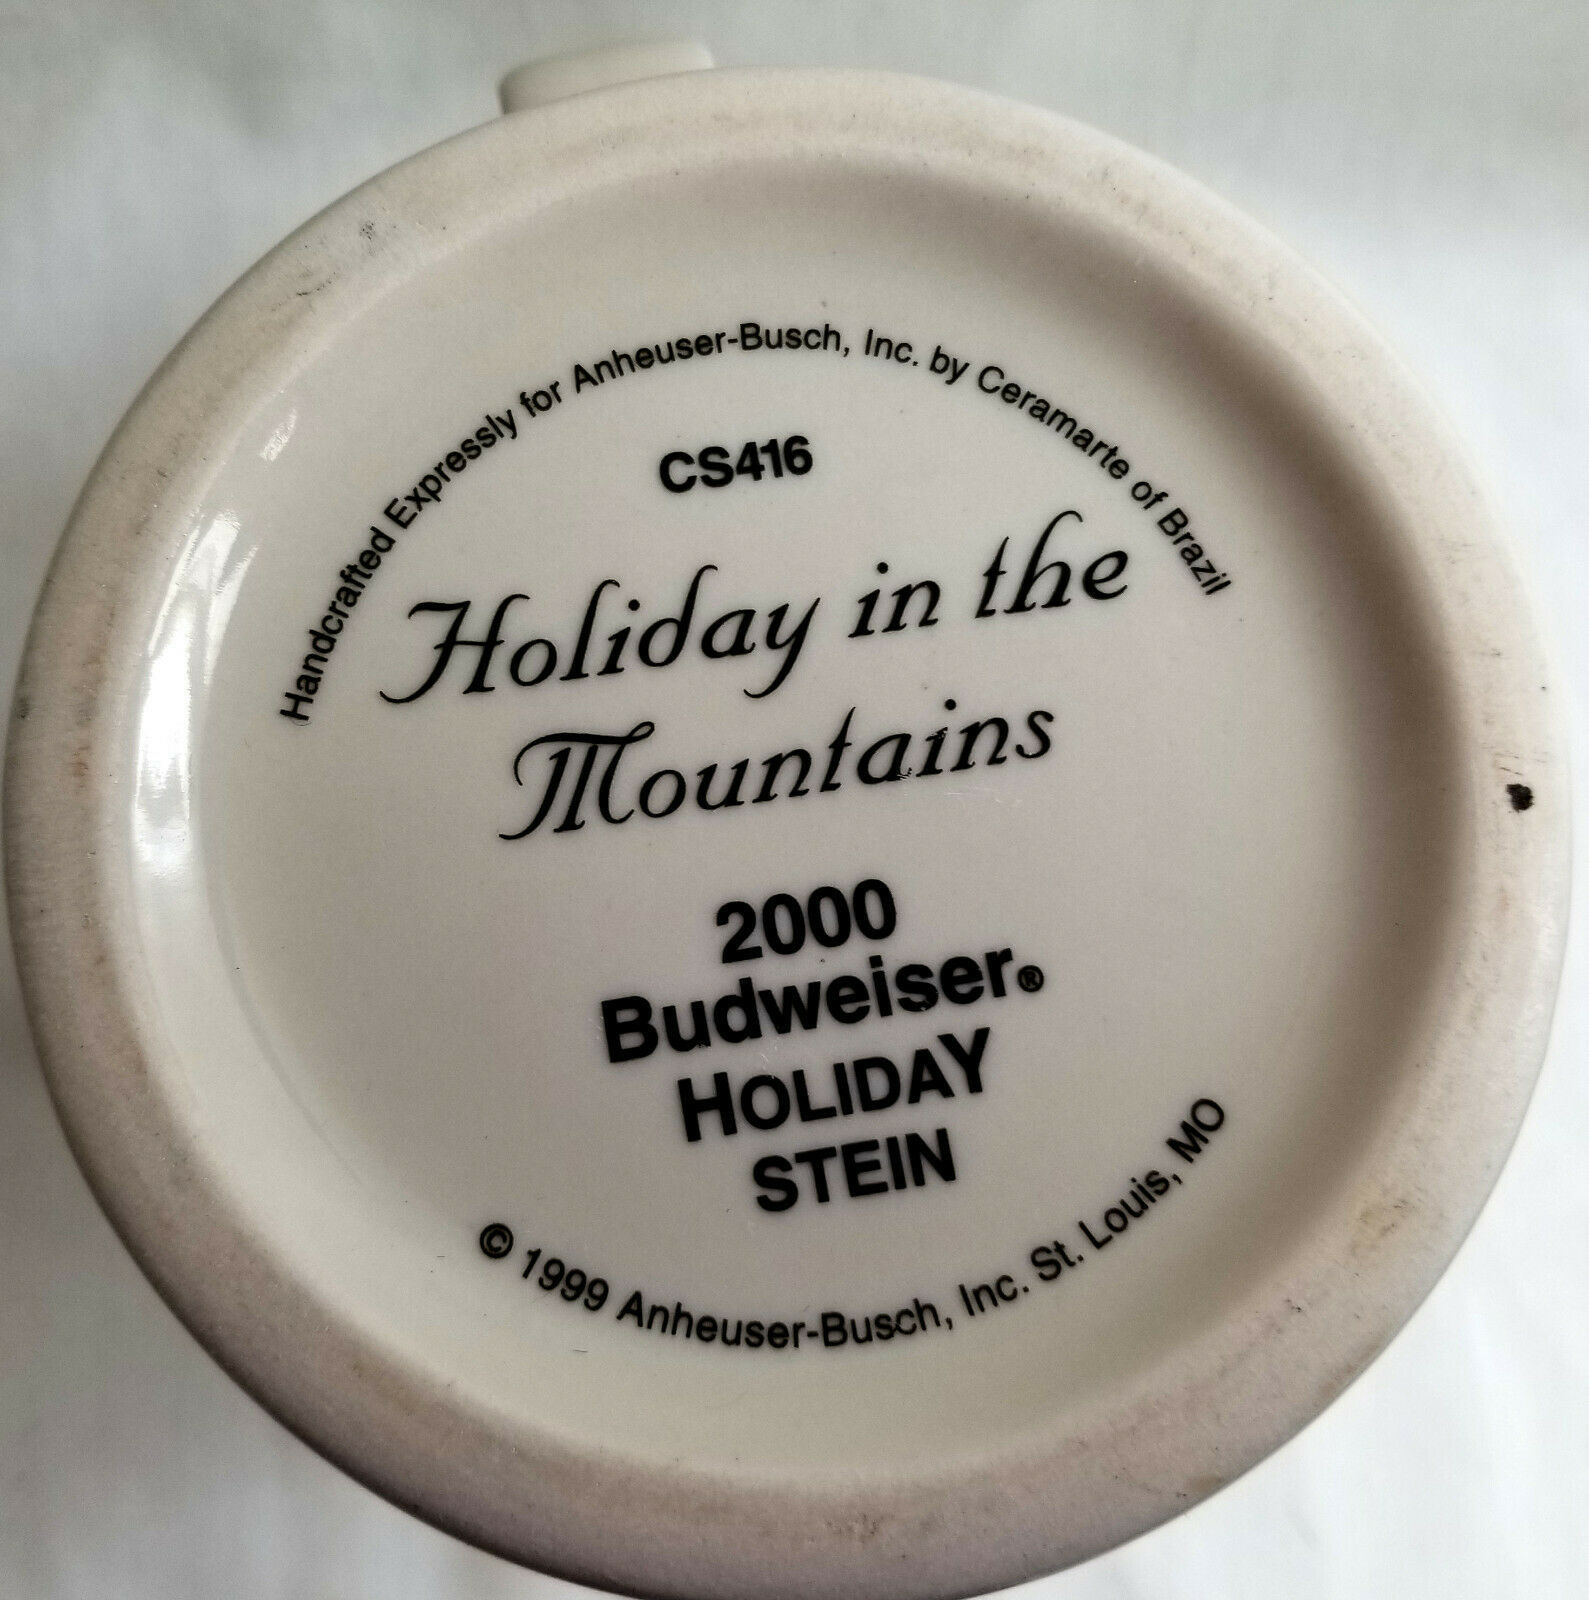 Handcrafted Expressly for Anheuser-Busch, Inc. by Ceramarte of Brazil
CS416
Holiday in the
Mountains
2000
Budweiser®
HOLIDAY
STEIN
© 1999 Anheuser-Busch, Inc. St. Louis, MO